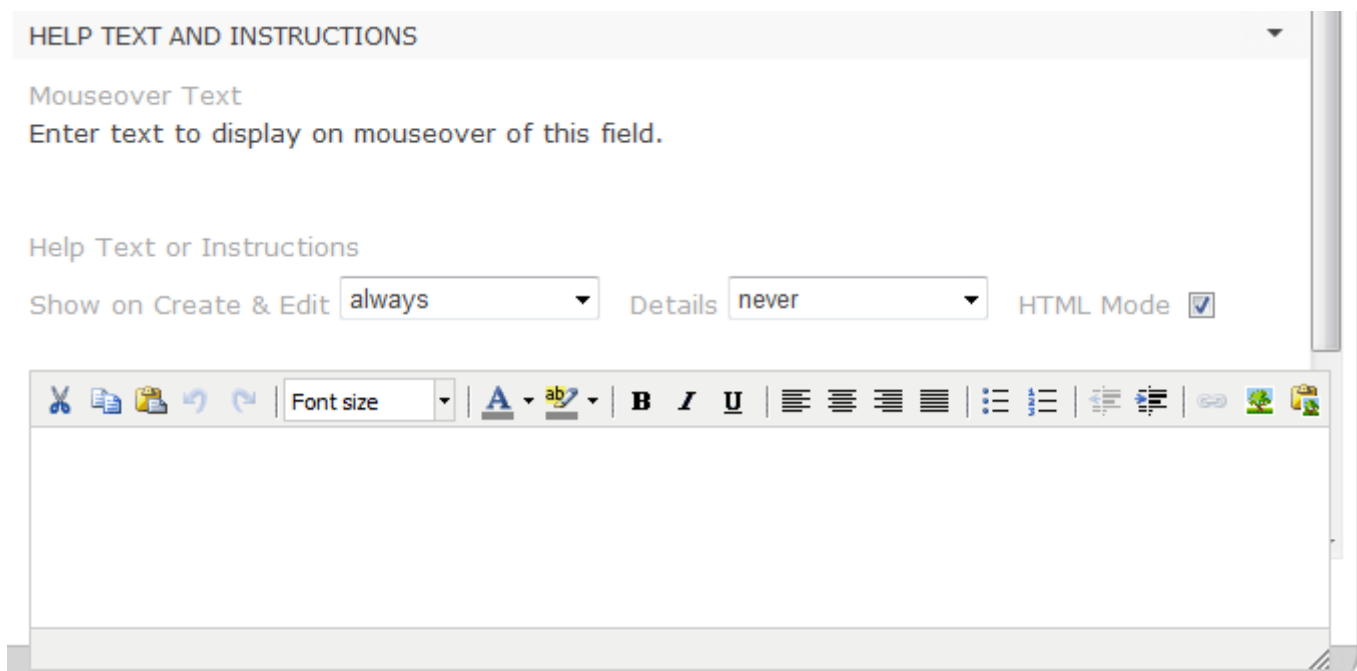 HELP TEXT AND INSTRUCTIONS
Mouseover Text
Enter text to display on mouseover of this field.
Help Text or Instructions
Show on Create & Edit always Details never HTML Mode
Font size A ab B I U